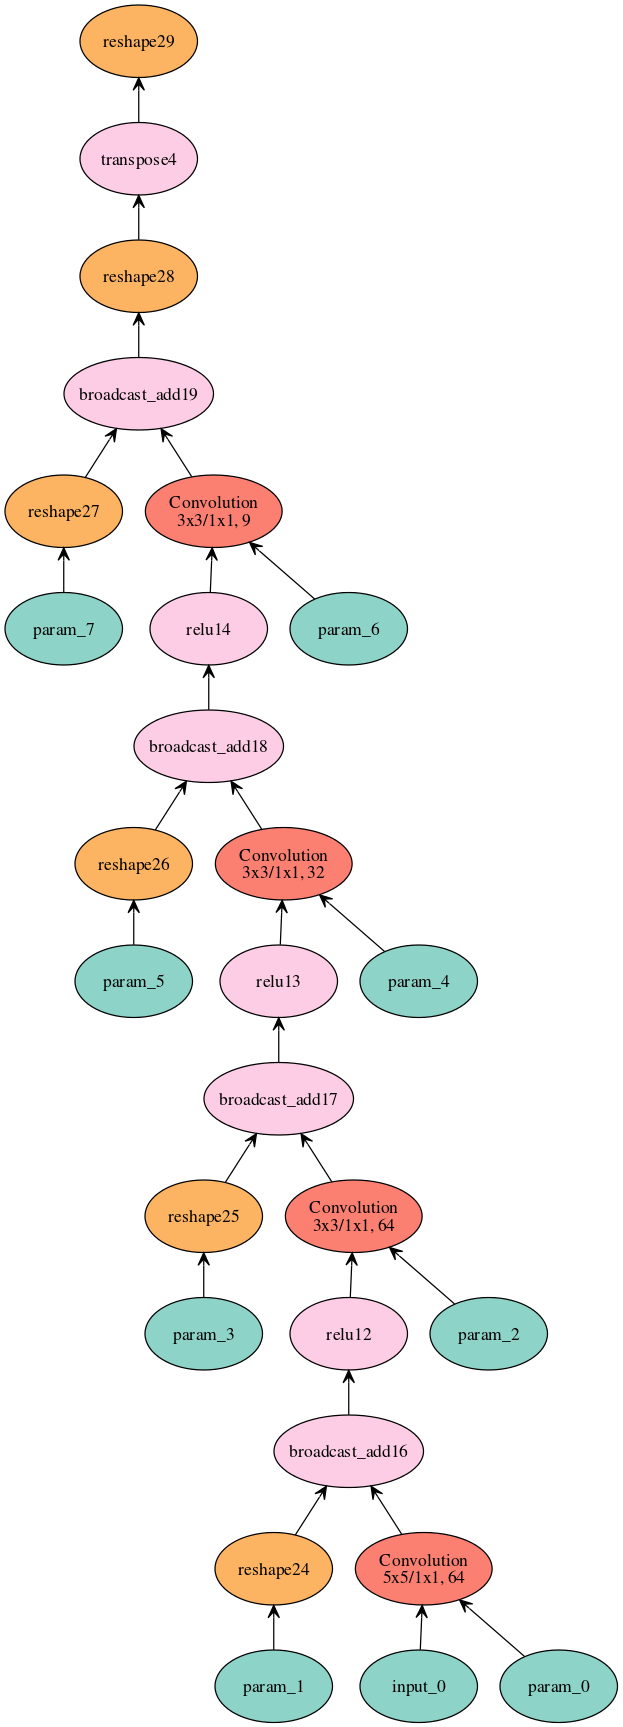 reshape29
transpose4
reshape28
broadcast_add19
reshape27
Convolution
3x3/1x1, 9
param_7
relu14
param_6
broadcast_add18
reshape26
Convolution
3x3/1x1, 32
param_5
relu13
param_4
broadcast_add17
reshape25
Convolution
3x3/1x1, 64
param_3
relu12
param_2
broadcast_add16
reshape24
Convolution
5x5/1x1, 64
param_1
input_0
param_0